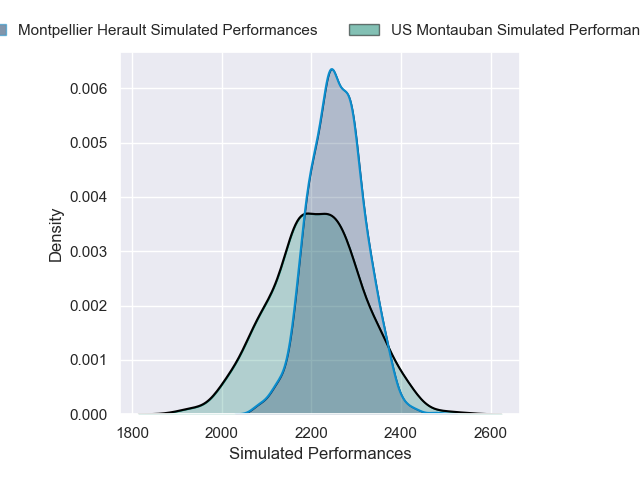 Montpellier Herault Simulated Performances
US Montauban Simulated Performan
0.006
0.005
0.004
0.003
0.002
0.001
0.000
Density
1800 2000 2200 2400 2600
Simulated Performances